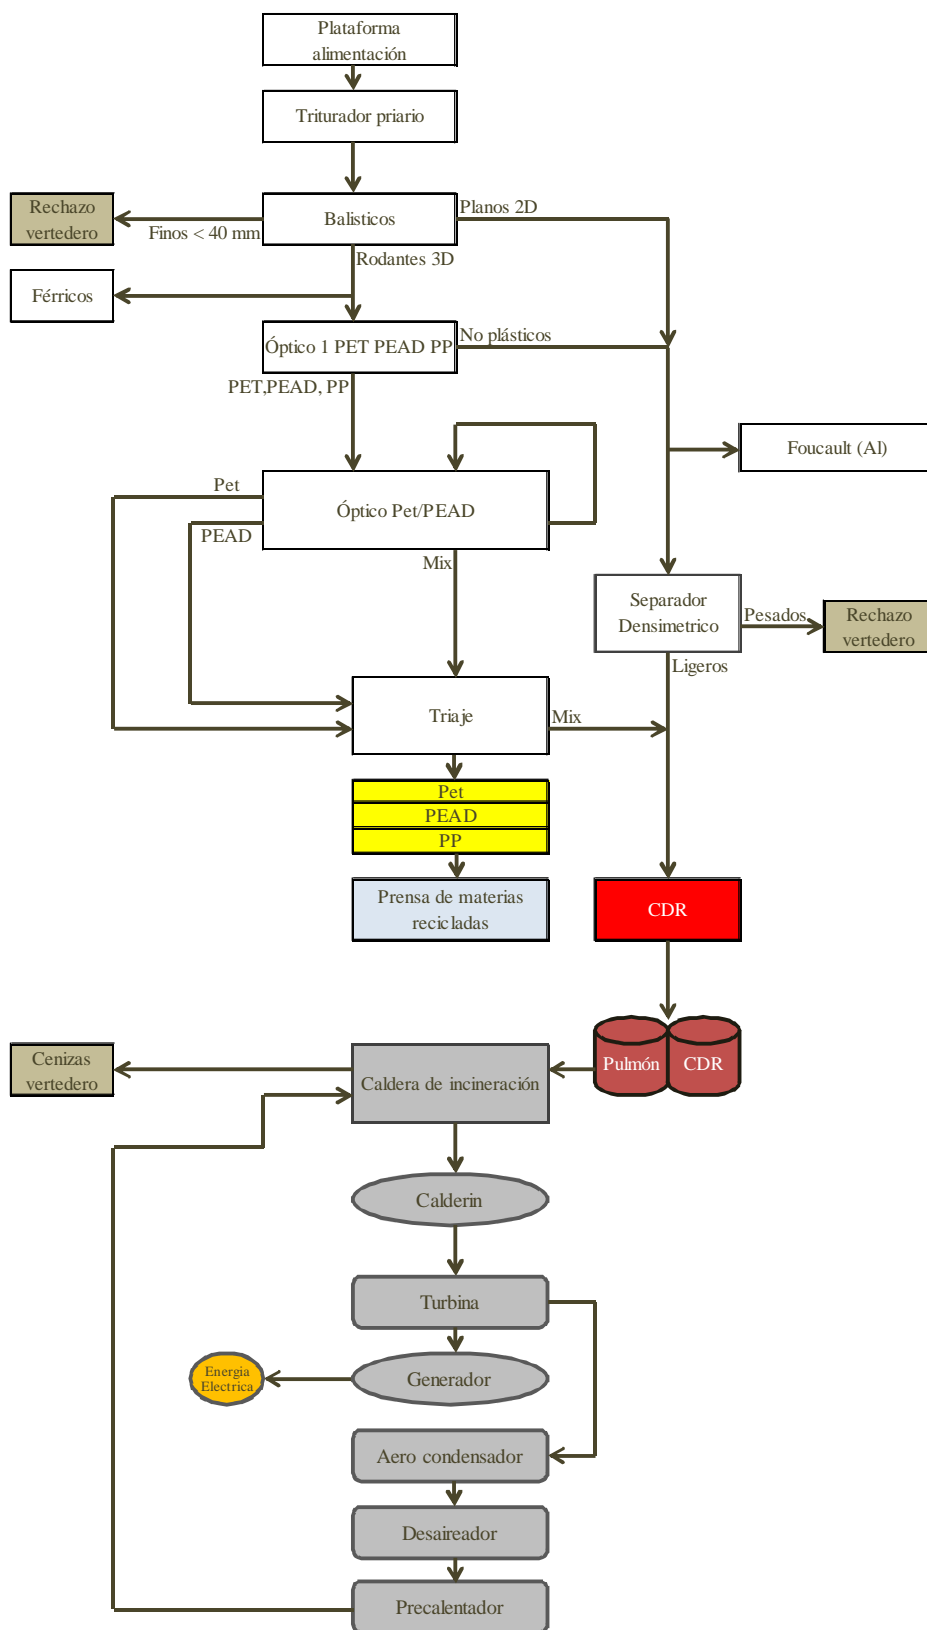 Plataforma
alimentación
Triturador priario
Rechazo
vertedero
Finos < 40 mm
Balisticos
Planos 2D
Rodantes 3D
Férricos
Óptico 1 PET PEAD PP
No plásticos
PET,PEAD, PP
Foucault (Al)
Pet
Óptico Pet/PEAD
PEAD
Mix
Separador
Densimetrico
Pesados
Rechazo
vertedero
Ligeros
Triaje
Mix
Pet
PEAD
PP
Prensa de materias
recicladas
CDR
Pulmón
CDR
Cenizas
vertedero
Caldera de incineración
Calderin
Turbina
Energia
Electrica
Generador
Aero condensador
Desaireador
Precalentador